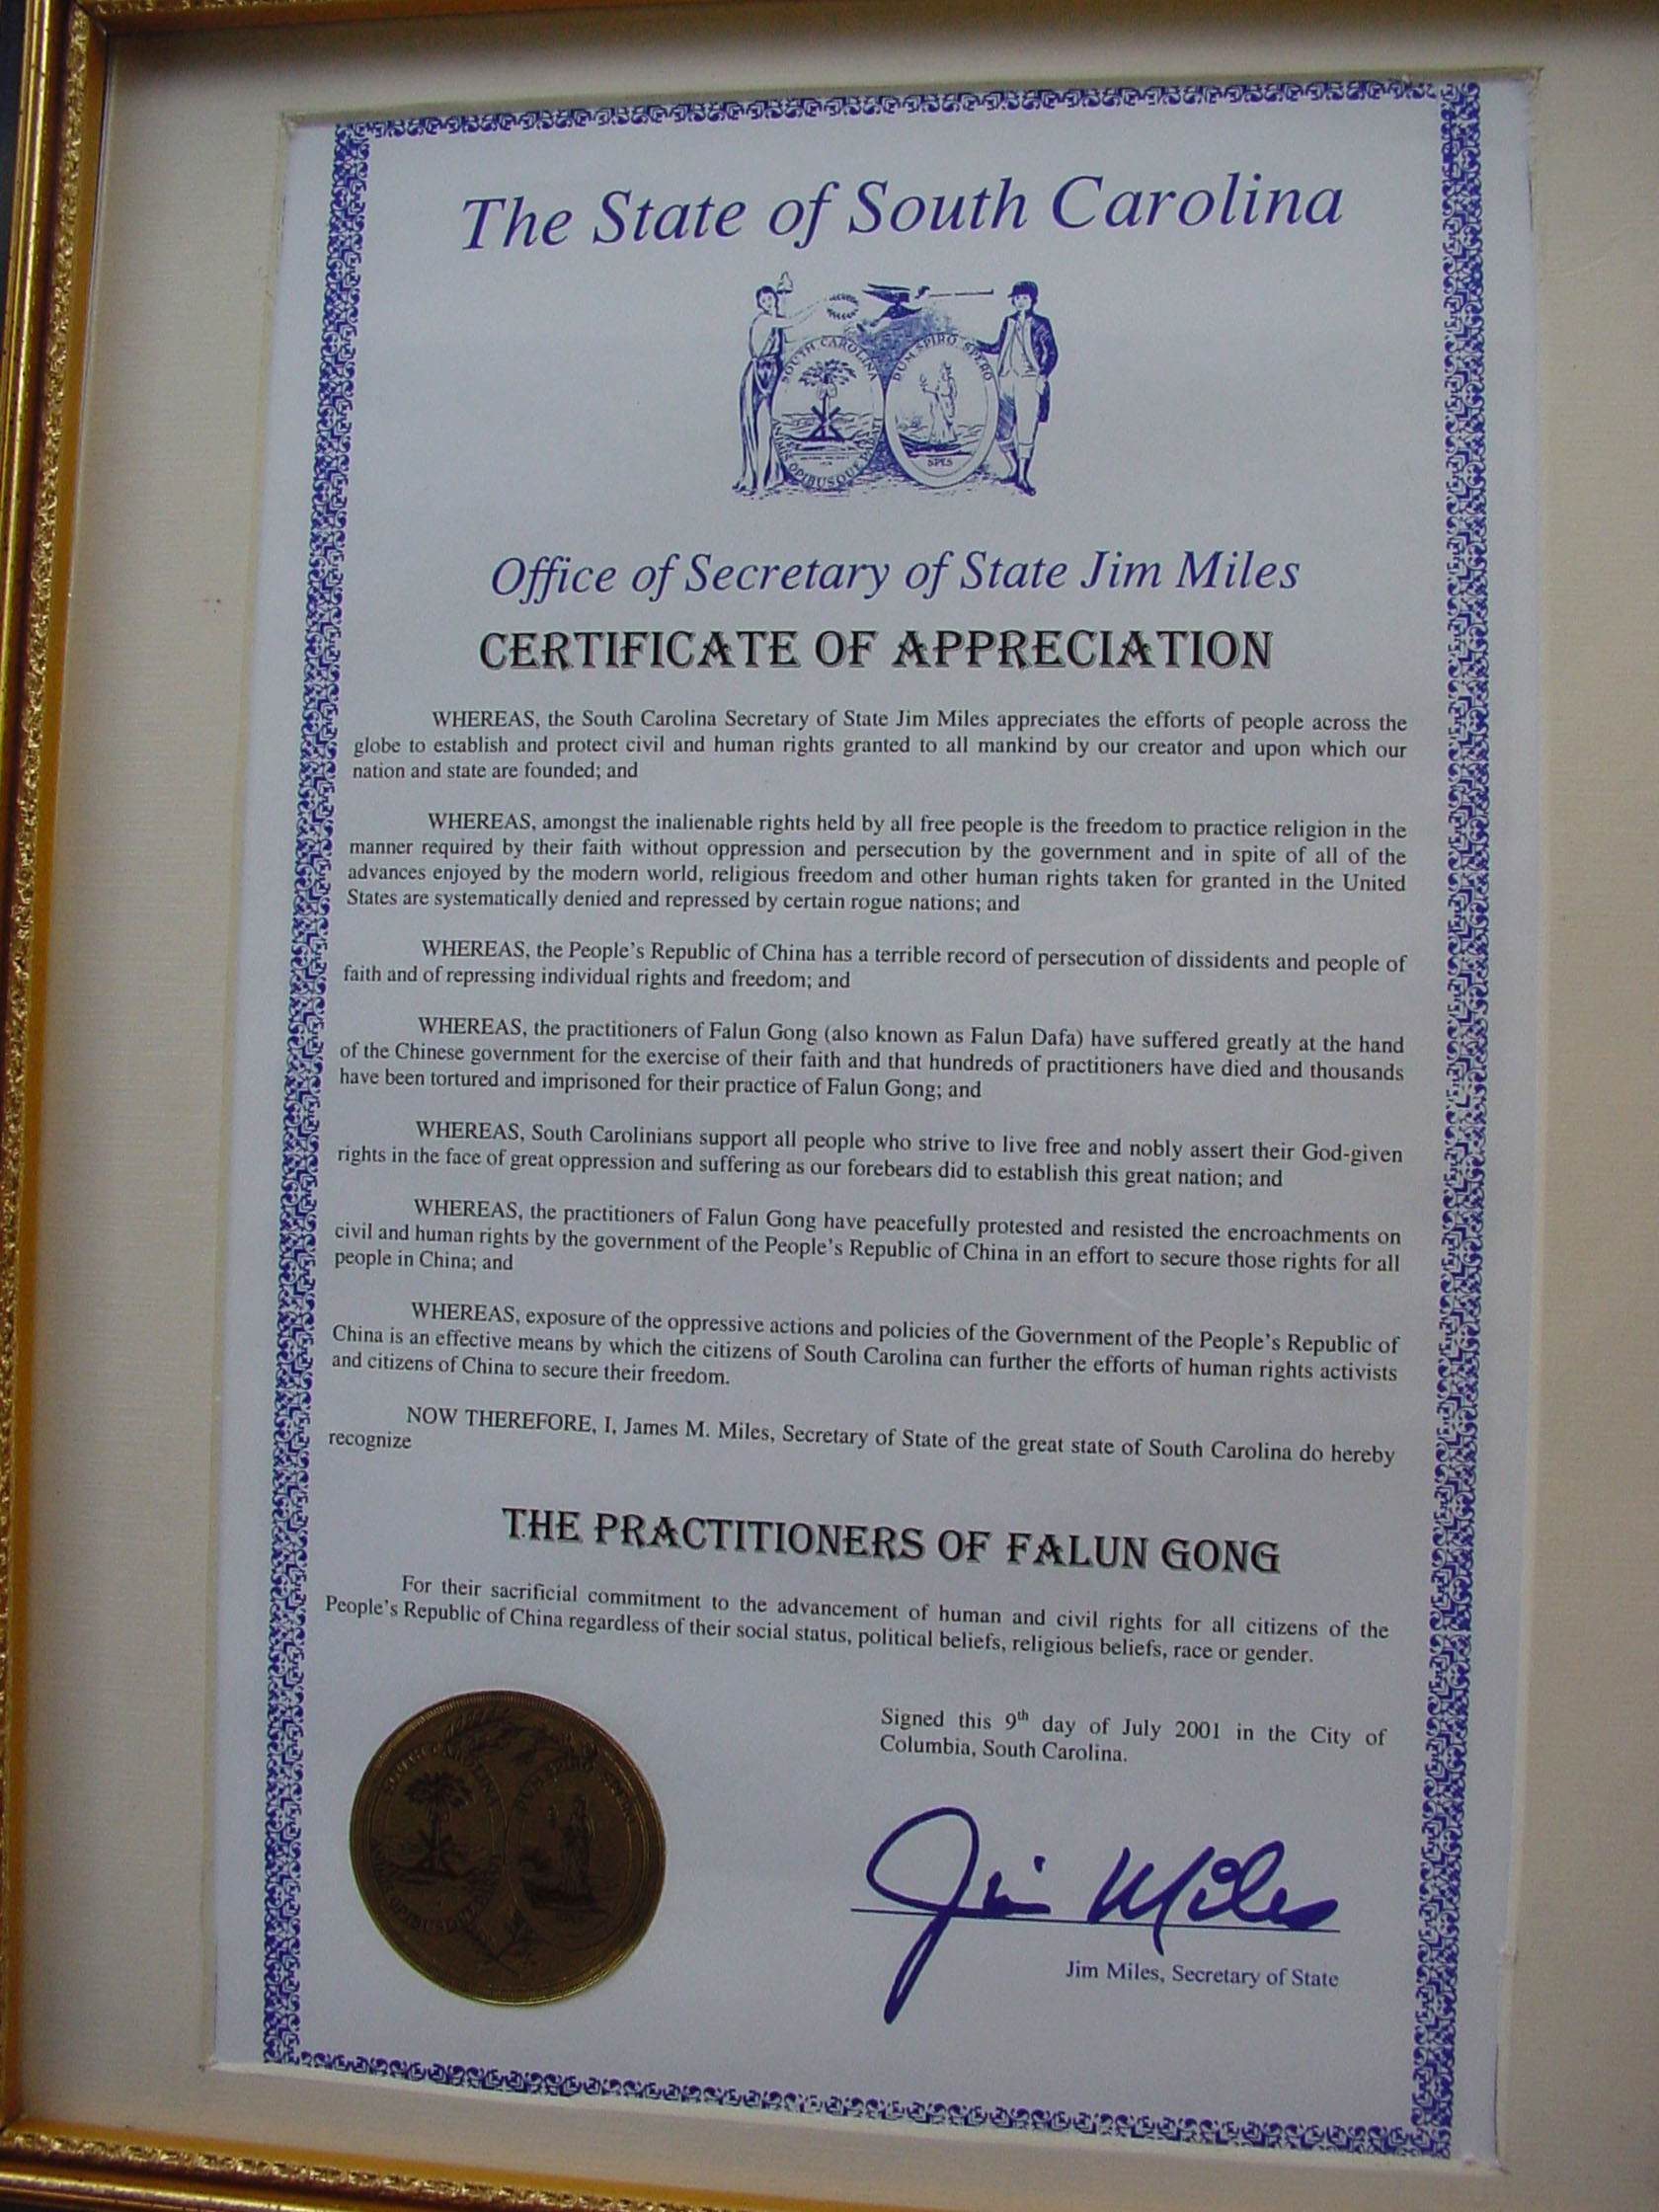 The State of South Carolina
SOUTH CAROLINA
DUM SPIRO SPERO
OPIBUSQUE
SPES
Office of Secretary of State Jim Miles
CERTIFICATE OF APPRECIATION
WHEREAS, the South Carolina Secretary of State Jim Miles appreciates the efforts of people across the
globe to establish and protect civil and human rights granted to all mankind by our creator and upon which our
nation and state are founded; and
WHEREAS, amongst the inalienable rights held by all free people is the freedom to practice religion in the
manner required by their faith without oppression and persecution by the government and in spite of all of the
advances enjoyed by the modern world, religious freedom and other human rights taken for granted in the United
States are systematically denied and repressed by certain rogue nations; and
WHEREAS, the People's Republic of China has a terrible record of persecution of dissidents and people of
faith and of repressing individual rights and freedom; and
WHEREAS, the practitioners of Falun Gong (also known as Falun Dafa) have suffered greatly at the hand
of the Chinese government for the exercise of their faith and that hundreds of practitioners have died and thousands
have been tortured and imprisoned for their practice of Falun Gong; and
WHEREAS, South Carolinians support all people who strive to live free and nobly assert their God-given
rights in the face of great oppression and suffering as our forebears did to establish this great nation; and
WHEREAS, the practitioners of Falun Gong have peacefully protested and resisted the encroachments on
civil and human rights by the government of the People's Republic of China in an effort to secure those rights for all
people in China; and
WHEREAS, exposure of the oppressive actions and policies of the Government of the People's Republic of
China is an effective means by which the citizens of South Carolina can further the efforts of human rights activists
and citizens of China to secure their freedom.
NOW THEREFORE, I, James M. Miles, Secretary of State of the great state of South Carolina do hereby
recognize
THE PRACTITIONERS OF FALUN GONG
For their sacrificial commitment to the advancement of human and civil rights for all citizens of the
People's Republic of China regardless of their social status, political beliefs, religious beliefs, race or gender.
Signed this 9th day of July 2001 in the City of
Columbia, South Carolina.
SOUTH CAROLINA
DUM SPIRO SPERO
OPIBUSQUE
Jim Miles
Jim Miles, Secretary of State